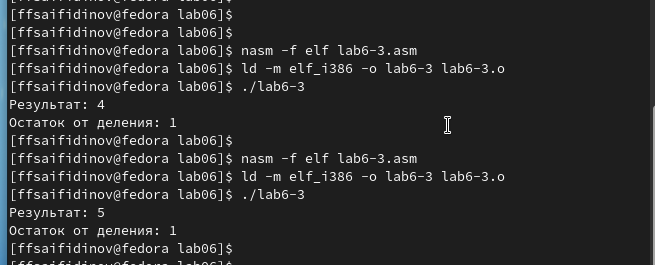 [ffsaifidinov@fedora lab06]$
[ffsaifidinov@fedora lab06]$
[ffsaifidinov@fedora lab06]$ nasm -f elf lab6-3.asm
[ffsaifidinov@fedora lab06]$ ld -m elf_i386 -o lab6-3 lab6-3.o
[ffsaifidinov@fedora lab06]$ ./lab6-3
Результат: 4
Остаток от деления: 1
[ffsaifidinov@fedora lab06]$
[ffsaifidinov@fedora lab06]$ nasm -f elf lab6-3.asm
[ffsaifidinov@fedora lab06]$ ld -m elf_i386 -o lab6-3 lab6-3.o
[ffsaifidinov@fedora lab06]$ ./lab6-3
Результат: 5
Остаток от деления: 1
[ffsaifidinov@fedora lab06]$